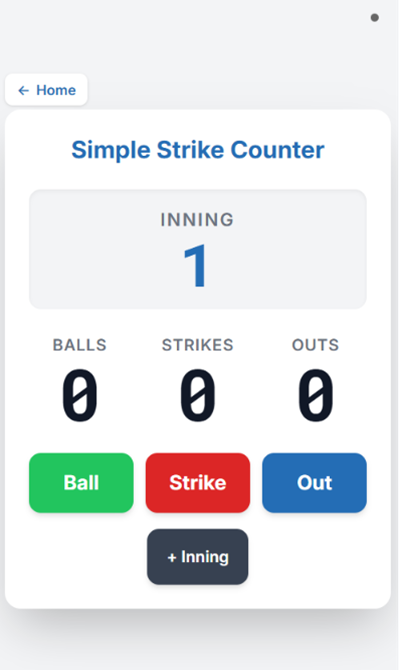 ← Home
Simple Strike Counter
INNING
1
BALLS STRIKES OUTS
0 0 0
Ball Strike Out
+ Inning